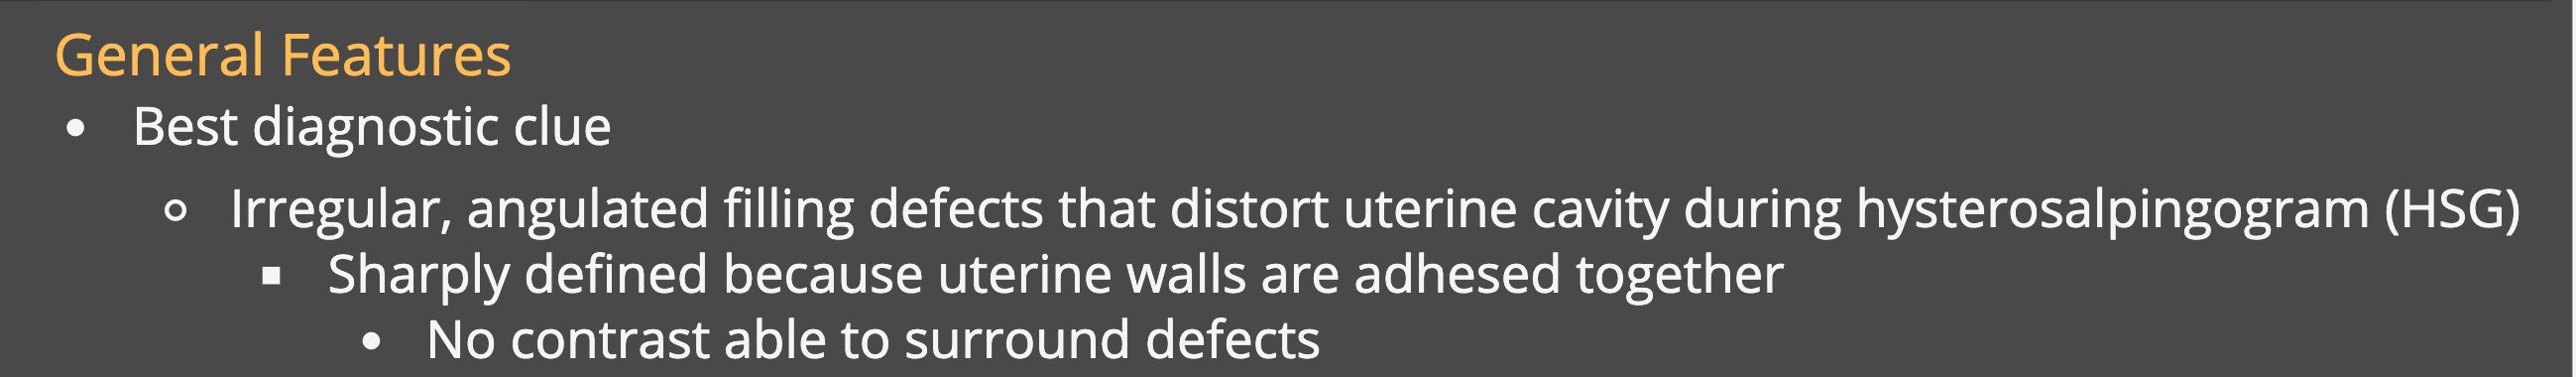 General Features
• Best diagnostic clue
○ Irregular, angulated filling defects that distort uterine cavity during hysterosalpingogram (HSG)
▪ Sharply defined because uterine walls are adhesed together
• No contrast able to surround defects